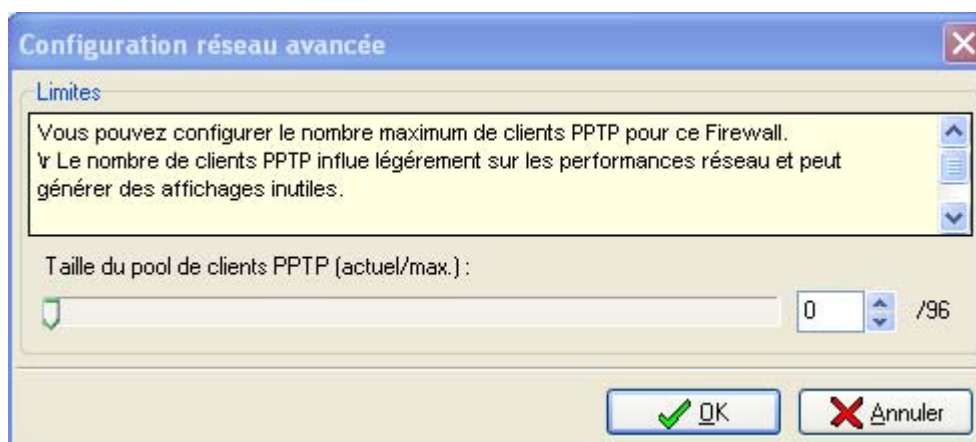 Configuration réseau avancée
Limites
Vous pouvez configurer le nombre maximum de clients PPTP pour ce Firewall.
\r Le nombre de clients PPTP influe légérement sur les performances réseau et peut
générer des affichages inutiles.
Taille du pool de clients PPTP (actuel/max.) :
0 /96
OK Annuler